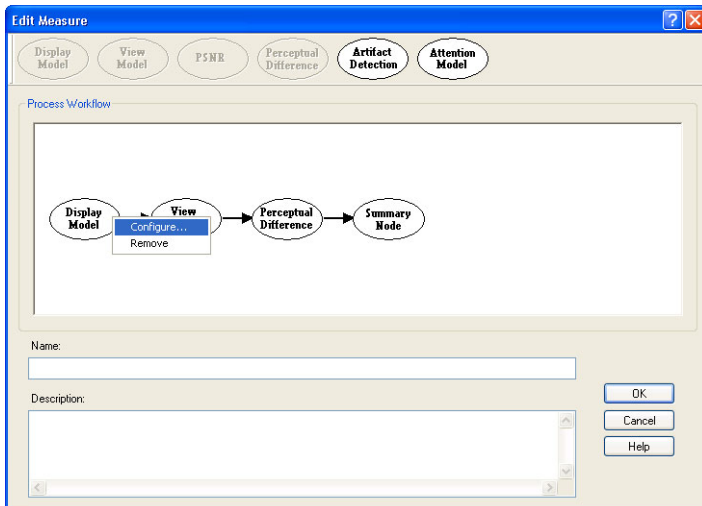 Edit Measure
Display
Model
View
Model
PSNR
Perceptual
Difference
Artifact
Detection
Attention
Model
Process Workflow
Display
Model
View
Perceptual
Difference
Summary
Node
Configure...
Remove
Name:
Description:
OK
Cancel
Help